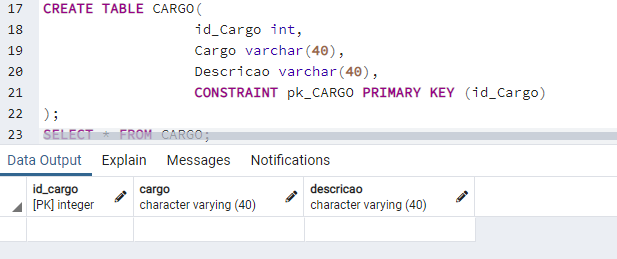 17 CREATE TABLE CARGO(
18 id_Cargo int,
19 Cargo varchar(40),
20 Descricao varchar(40),
21 CONSTRAINT pk_CARGO PRIMARY KEY (id_Cargo)
22 );
23 SELECT * FROM CARGO;
Data Output Explain Messages Notifications
id_cargo cargo descricao
[PK] integer character varying (40) character varying (40)